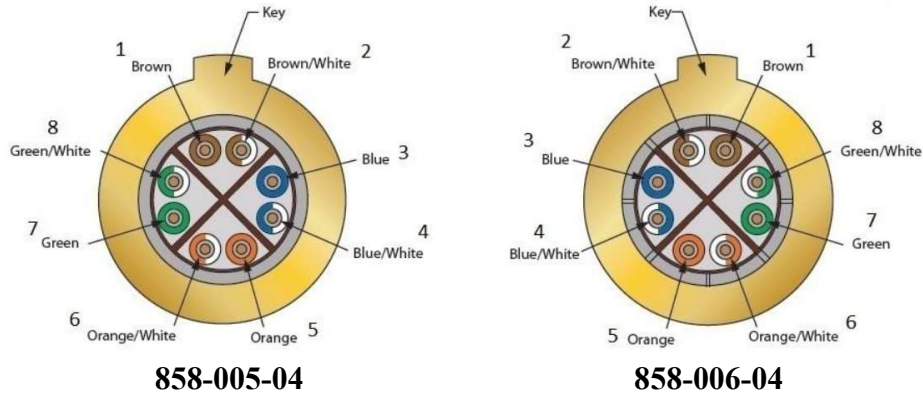 Key
1
Brown
2
Brown/White
8
Green/White
3
Blue
7
Green
4
Blue/White
6
Orange/White
5
Orange
858-005-04
Key
2
Brown/White
1
Brown
3
Blue
8
Green/White
4
Blue/White
7
Green
5
Orange
6
Orange/White
858-006-04